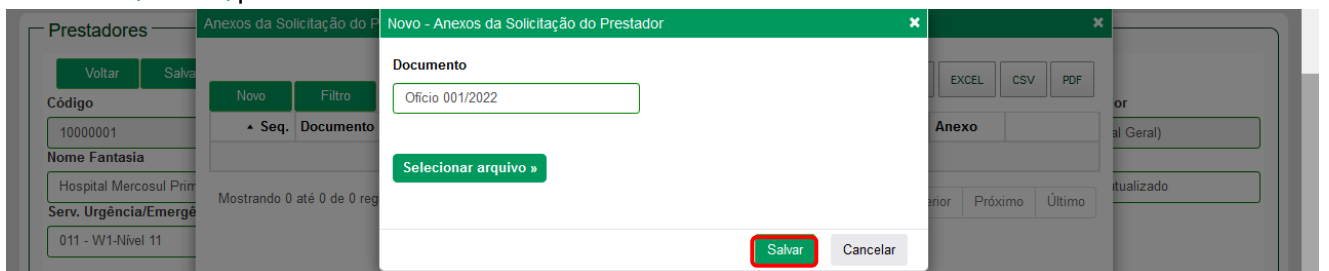 Prestadores
Anexos da Solicitação do P
Novo - Anexos da Solicitação do Prestador
Voltar
Salva
Documento
EXCEL
CSV
PDF
Novo
Filtro
Ofício 001/2022
Código
or
10000001
Seq.
Documento
Anexo
al Geral)
Nome Fantasia
Selecionar arquivo »
Hospital Mercosul Prim
Mostrando 0 até 0 de 0 reg
erior
Próximo
Último
tualizado
Serv. Urgência/Emergê
011 - W1-Nível 11
Salvar
Cancelar